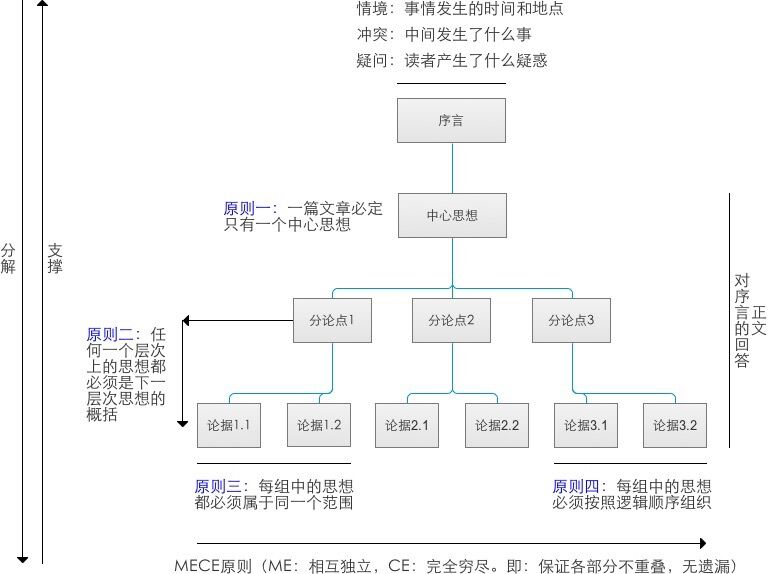 情境：事情发生的时间和地点
冲突：中间发生了什么事
疑问：读者产生了什么疑惑
序言
原则一：一篇文章必定
只有一个中心思想
中心思想
分解
支撑
对序言的回答
正文
分论点1
分论点2
分论点3
原则二：任
何一个层次
上的思想都
必须是下一
层次思想的
概括
论据1.1
论据1.2
论据2.1
论据2.2
论据3.1
论据3.2
原则三：每组中的思想
都必须属于同一个范围
原则四：每组中的思想
必须按照逻辑顺序组织
MECE原则（ME：相互独立，CE：完全穷尽。即：保证各部分不重叠，无遗漏）